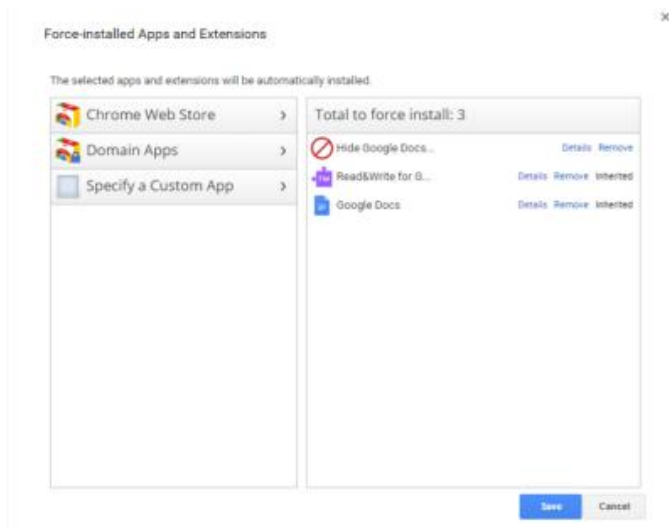 Force-installed Apps and Extensions
The selected apps and extensions will be automatically installed.
Chrome Web Store
Domain Apps
Specify a Custom App
Total to force install: 3
Hide Google Docs... Details Remove
Read&Write for G... Details Remove Inherited
Google Docs Details Remove Inherited
Save Cancel